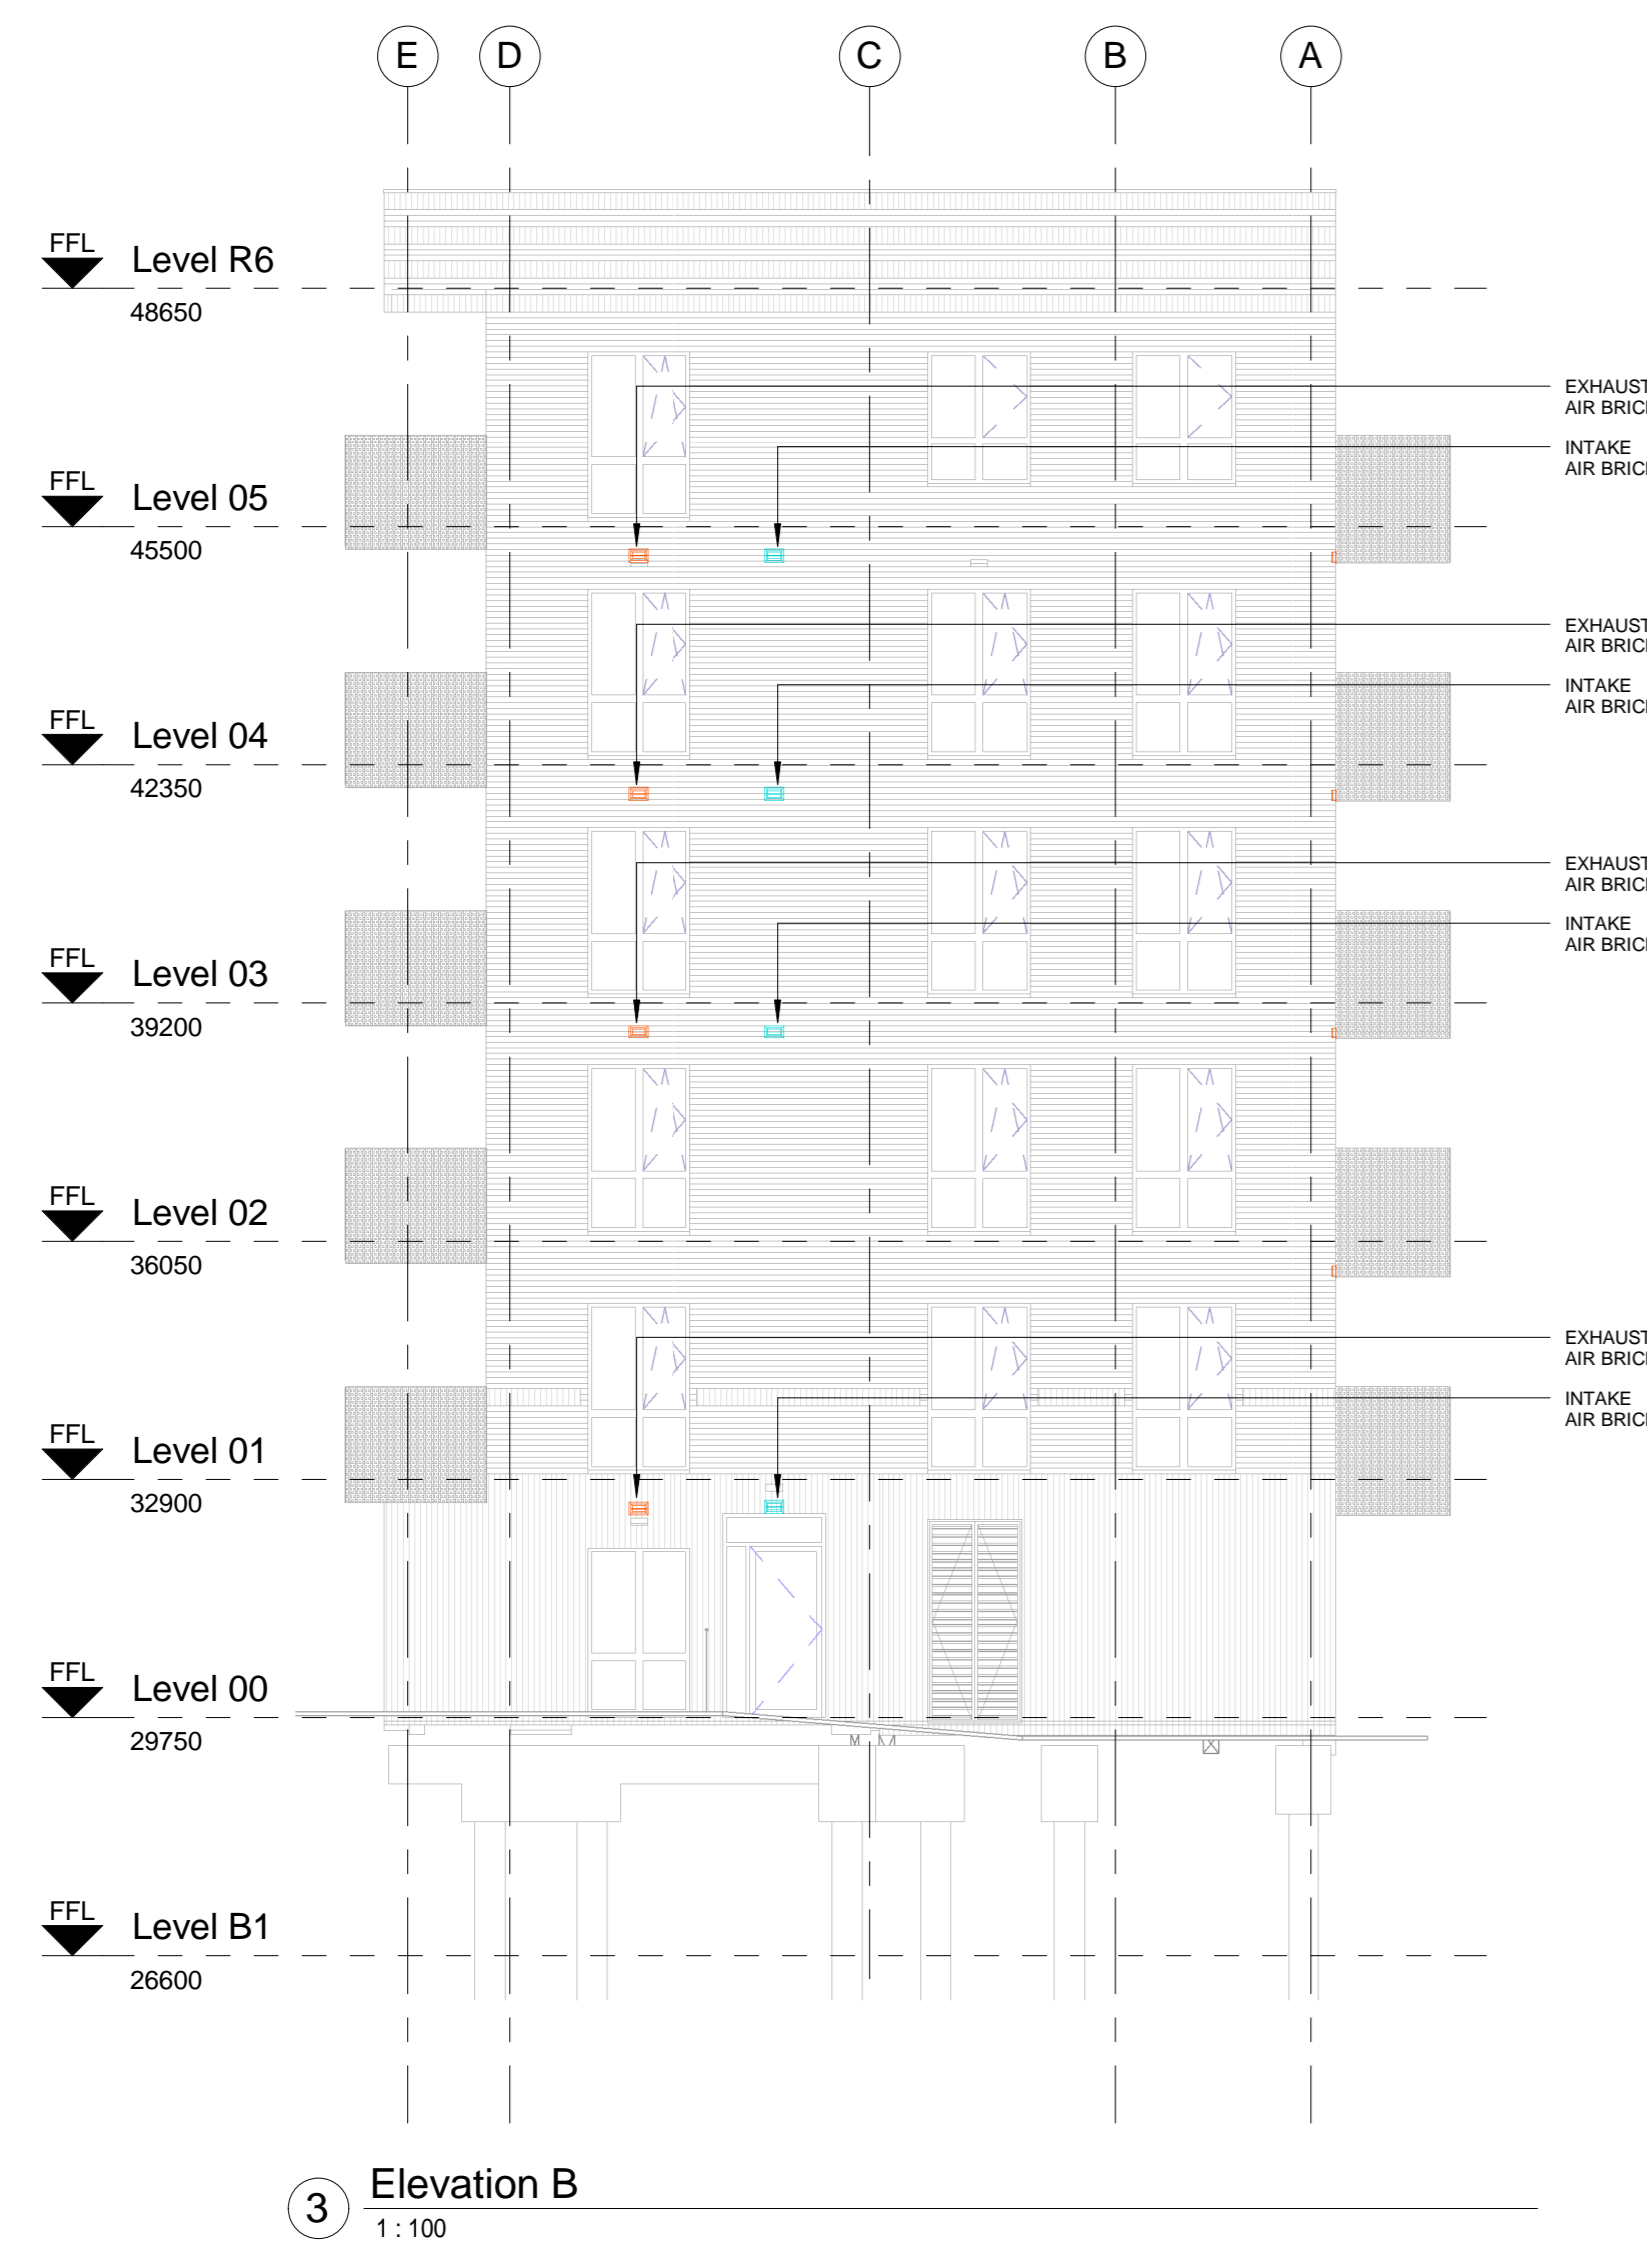 E D C B A
FFL Level R6
48650
EXHAUST
AIR BRIC
INTAKE
AIR BRIC
FFL Level 05
45500
EXHAUST
AIR BRIC
INTAKE
AIR BRIC
FFL Level 04
42350
EXHAUST
AIR BRIC
INTAKE
AIR BRIC
FFL Level 03
39200
FFL Level 02
36050
EXHAUST
AIR BRIC
INTAKE
AIR BRIC
FFL Level 01
32900
FFL Level 00
29750
FFL Level B1
26600
3 Elevation B
1 : 100